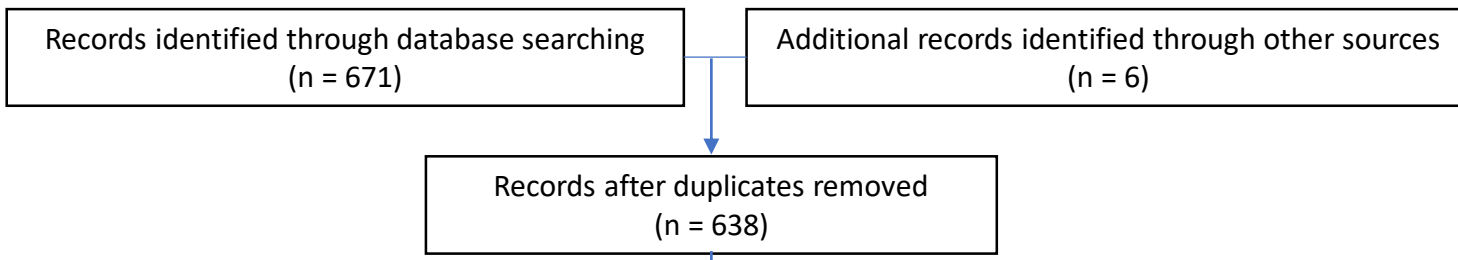 Records identified through database searching
(n = 671)
Additional records identified through other sources
(n = 6)
Records after duplicates removed
(n = 638)